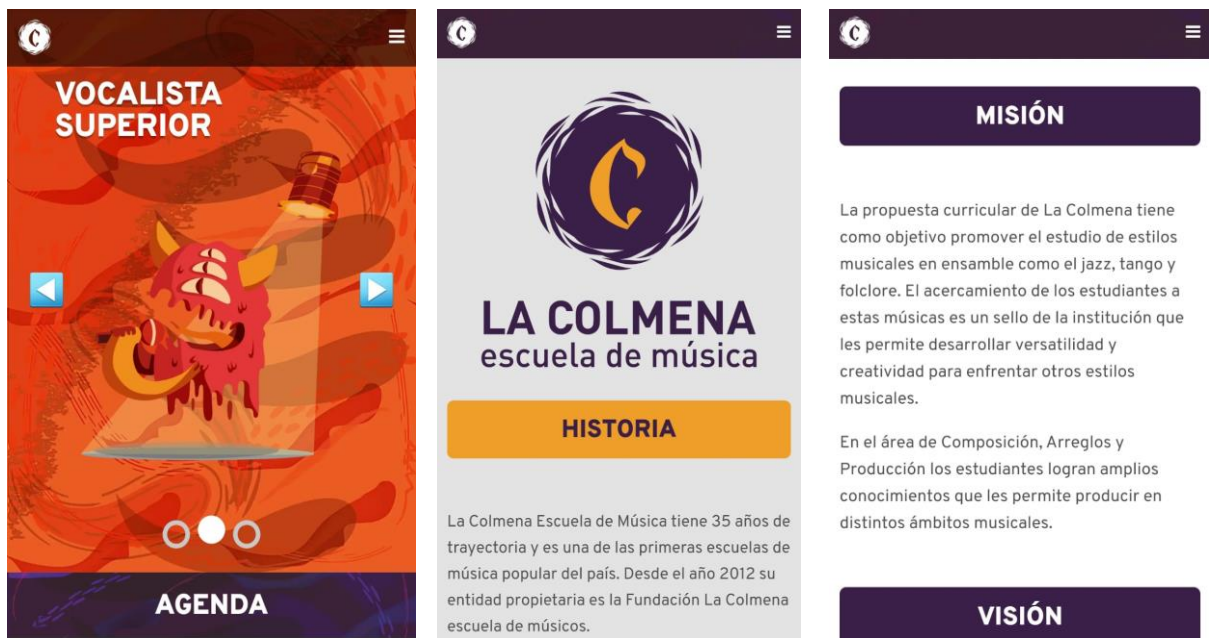 C
VOCALISTA
SUPERIOR
AGENDA
C
C
LA COLMENA
escuela de música
HISTORIA
La Colmena Escuela de Música tiene 35 años de
trayectoria y es una de las primeras escuelas de
música popular del país. Desde el año 2012 su
entidad propietaria es la Fundación La Colmena
escuela de músicos.
C
MISIÓN
La propuesta curricular de La Colmena tiene
como objetivo promover el estudio de estilos
musicales en ensamble como el jazz, tango y
folclore. El acercamiento de los estudiantes a
estas músicas es un sello de la institución que
les permite desarrollar versatilidad y
creatividad para enfrentar otros estilos
musicales.
En el área de Composición, Arreglos y
Producción los estudiantes logran amplios
conocimientos que les permite producir en
distintos ámbitos musicales.
VISIÓN